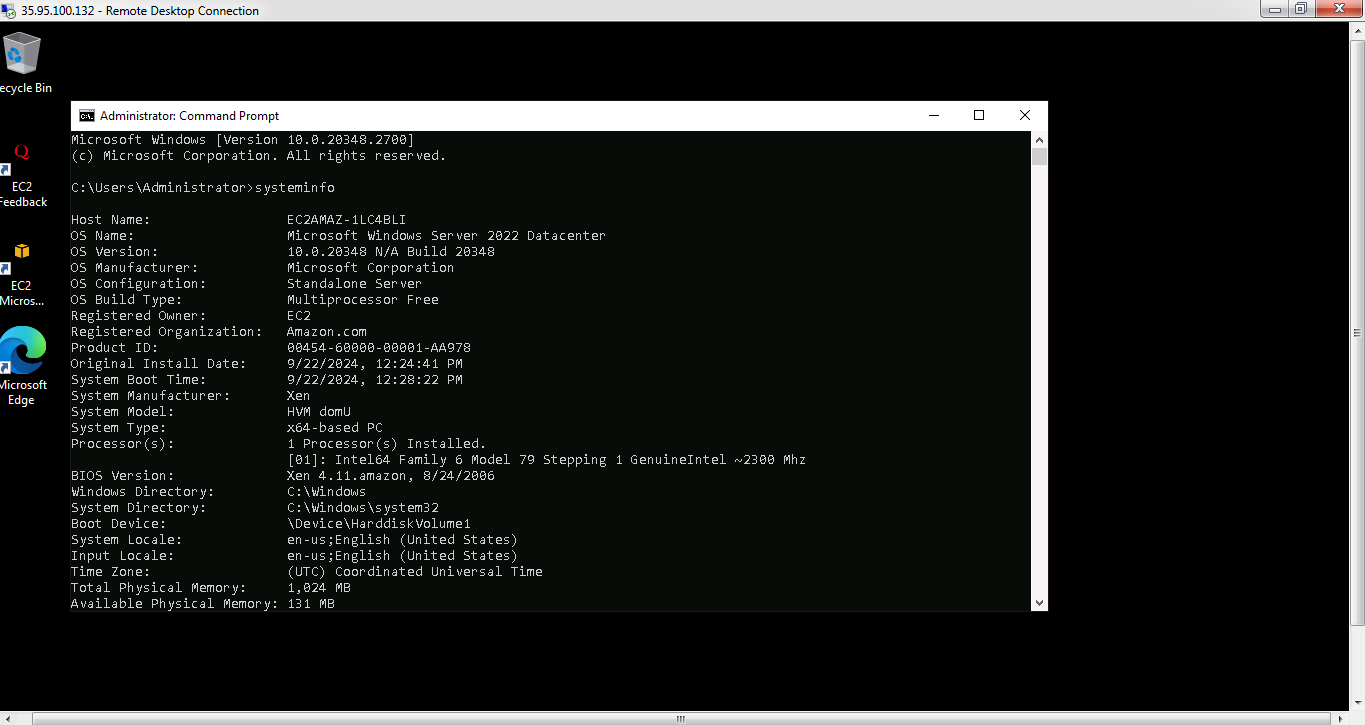 35.95.100.132 - Remote Desktop Connection
ecycle Bin
EC2
Feedback
EC2
Micros...
Microsoft
Edge
Administrator: Command Prompt
Microsoft Windows [Version 10.0.20348.2700]
(c) Microsoft Corporation. All rights reserved.
C:\Users\Administrator>systeminfo
Host Name: EC2AMAZ-1LC4BLI
OS Name: Microsoft Windows Server 2022 Datacenter
OS Version: 10.0.20348 N/A Build 20348
OS Manufacturer: Microsoft Corporation
OS Configuration: Standalone Server
OS Build Type: Multiprocessor Free
Registered Owner: EC2
Registered Organization: Amazon.com
Product ID: 00454-60000-00001-AA978
Original Install Date: 9/22/2024, 12:24:41 PM
System Boot Time: 9/22/2024, 12:28:22 PM
System Manufacturer: Xen
System Model: HVM domU
System Type: x64-based PC
Processor(s): 1 Processor(s) Installed.
[01]: Intel64 Family 6 Model 79 Stepping 1 GenuineIntel ~2300 Mhz
BIOS Version: Xen 4.11.amazon, 8/24/2006
Windows Directory: C:\Windows
System Directory: C:\Windows\system32
Boot Device: \Device\HarddiskVolume1
System Locale: en-us;English (United States)
Input Locale: en-us;English (United States)
Time Zone: (UTC) Coordinated Universal Time
Total Physical Memory: 1,024 MB
Available Physical Memory: 131 MB